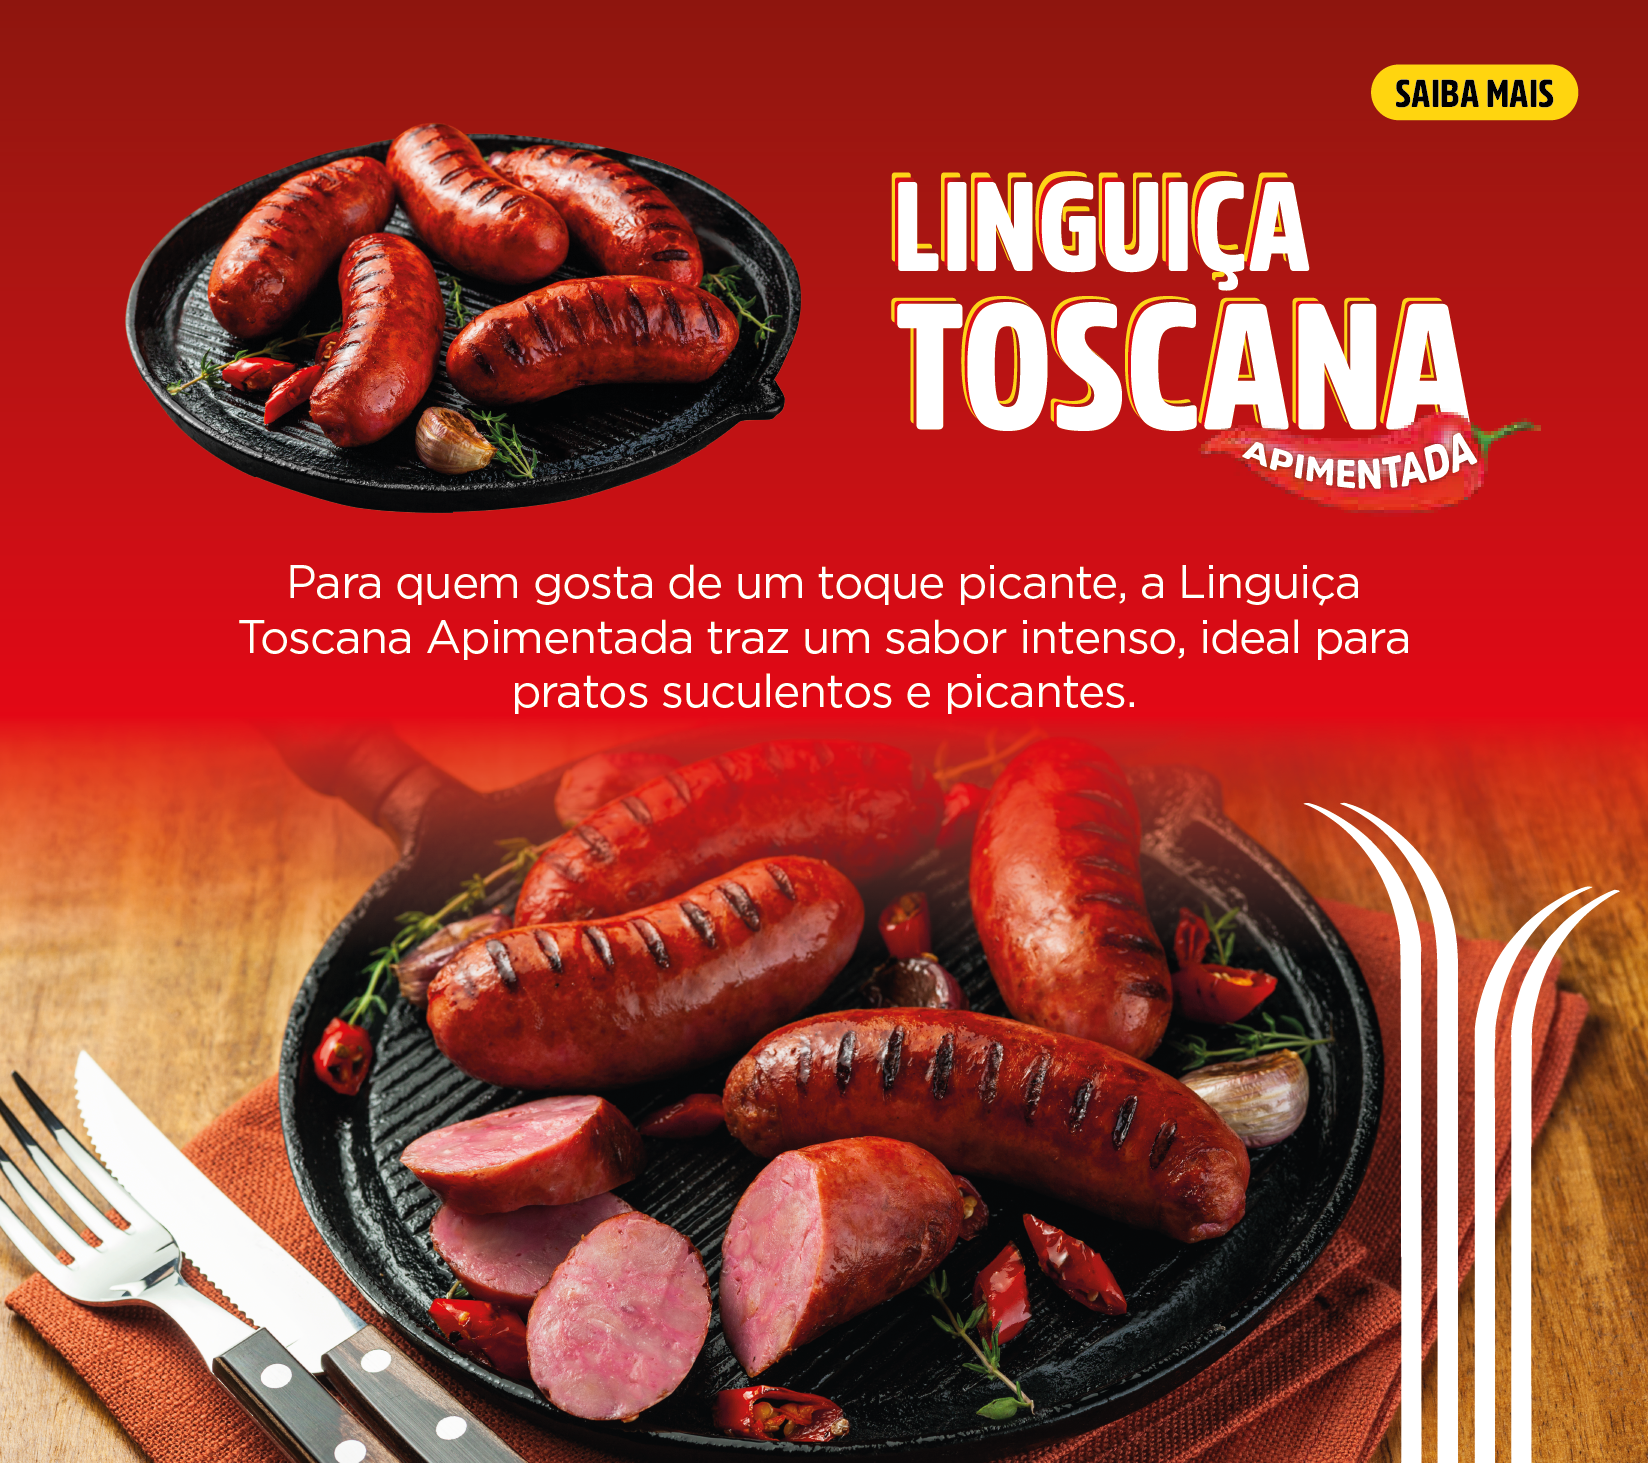 SAIBA MAIS
LINGUIÇA
TOSCANA
APIMENTADA
Para quem gosta de um toque picante, a Linguiça
Toscana Apimentada traz um sabor intenso, ideal para
pratos suculentos e picantes.